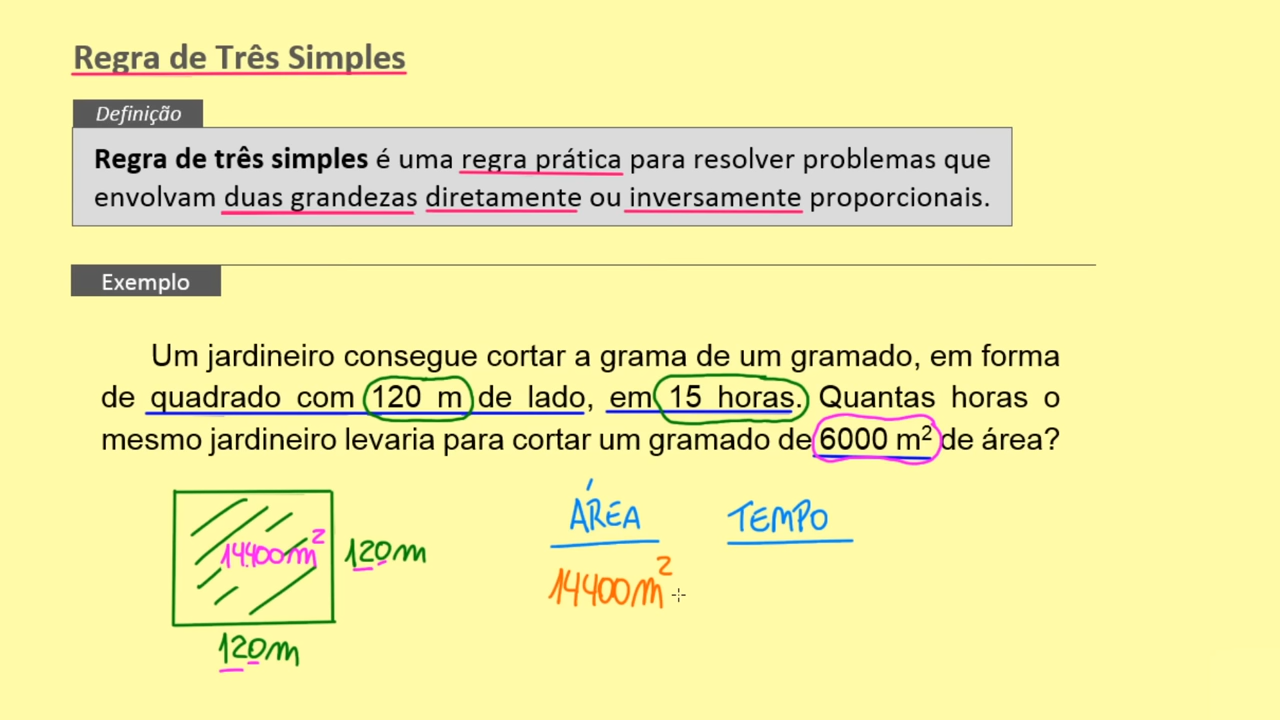 Regra de Três Simples
Definição
Regra de três simples é uma regra prática para resolver problemas que
envolvam duas grandezas diretamente ou inversamente proporcionais.
Exemplo
Um jardineiro consegue cortar a grama de um gramado, em forma
de quadrado com 120 m de lado, em 15 horas. Quantas horas o
mesmo jardineiro levaria para cortar um gramado de 6000 m² de área?
14.400m²
120m
120m
ÁREA TEMPO
14400m²